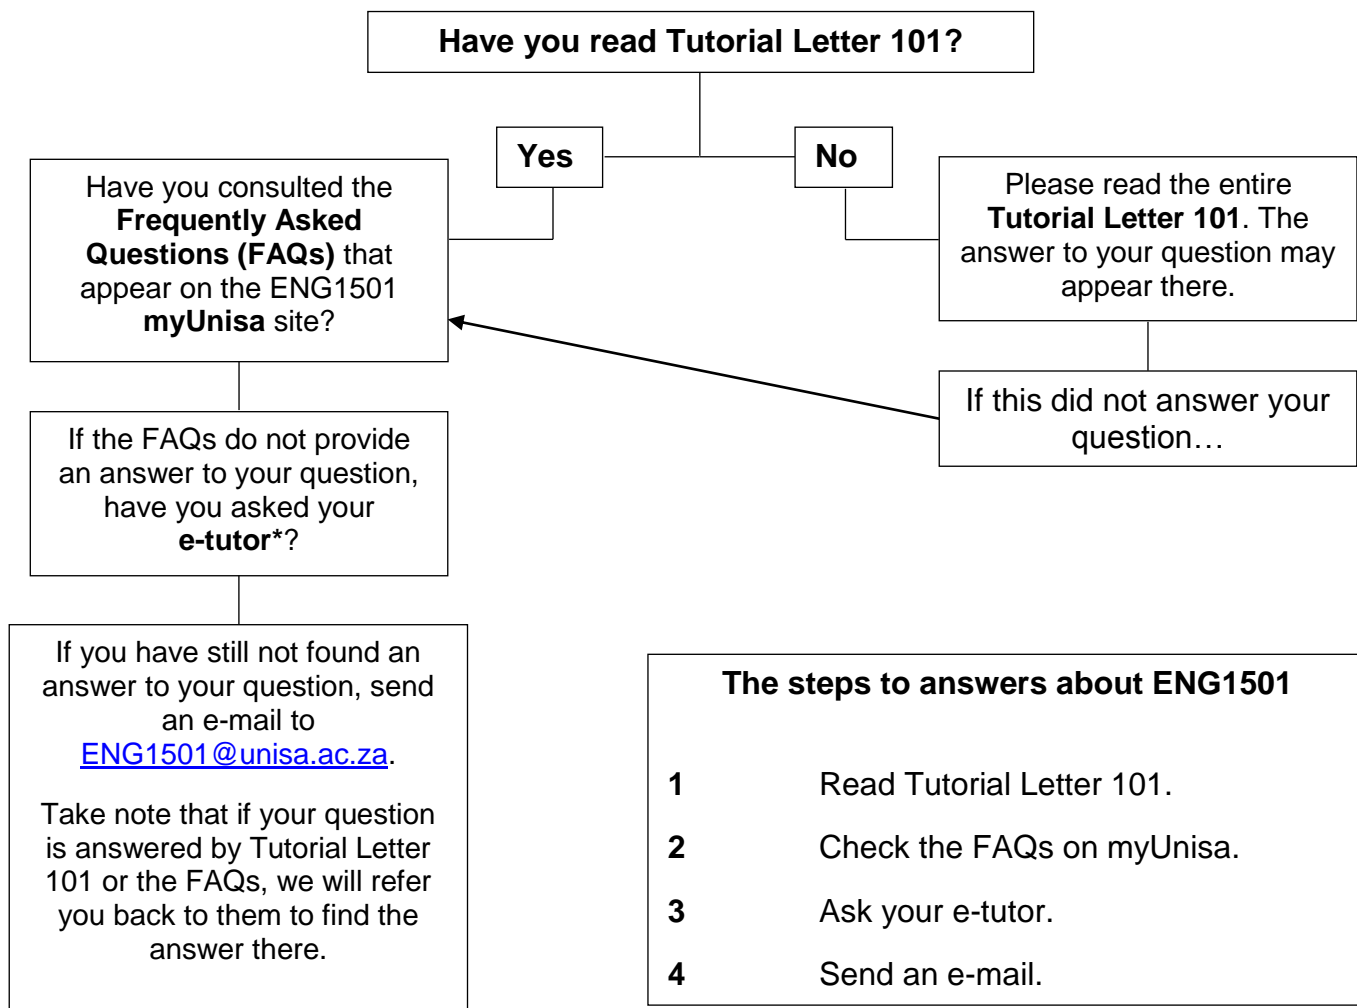 Have you read Tutorial Letter 101?
Yes
No
Have you consulted the
Frequently Asked
Questions (FAQs) that
appear on the ENG1501
myUnisa site?
Please read the entire
Tutorial Letter 101. The
answer to your question may
appear there.
If this did not answer your
question…
If the FAQs do not provide
an answer to your question,
have you asked your
e-tutor*?
If you have still not found an
answer to your question, send
an e-mail to
ENG1501@unisa.ac.za.
Take note that if your question
is answered by Tutorial Letter
101 or the FAQs, we will refer
you back to them to find the
answer there.
The steps to answers about ENG1501
1 Read Tutorial Letter 101.
2 Check the FAQs on myUnisa.
3 Ask your e-tutor.
4 Send an e-mail.